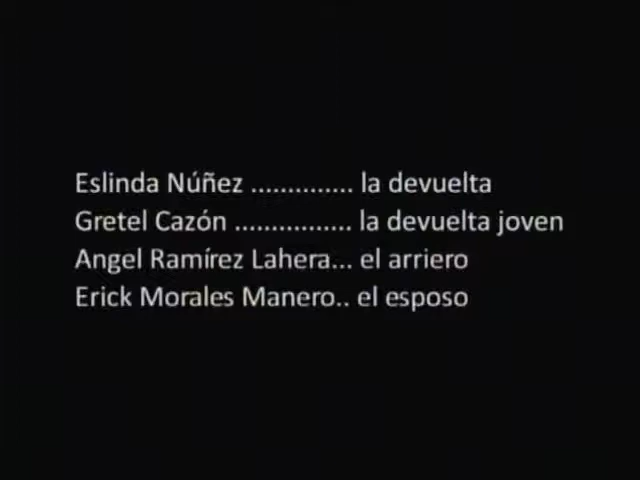 Eslinda Núñez .............. la devuelta
Gretel Cazón ................ la devuelta joven
Angel Ramírez Lahera... el arriero
Erick Morales Manero.. el esposo